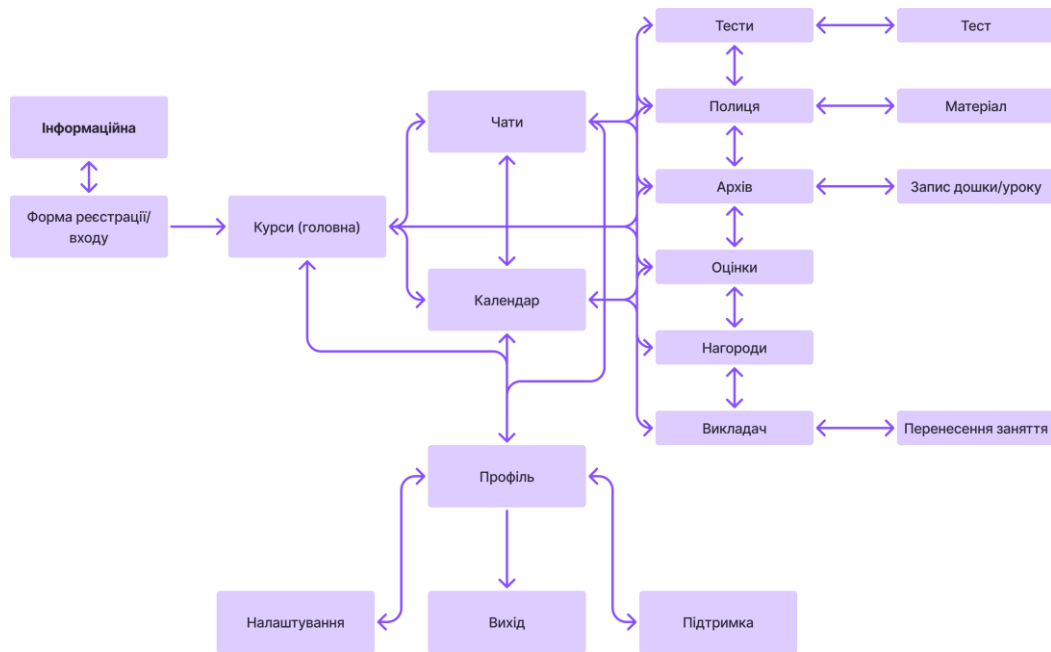 Інформаційна
Форма реєстрації/
входу
Курси (головна)
Чати
Календар
Тести
Тест
Полиця
Матеріал
Архів
Запис дошки/уроку
Оцінки
Нагороди
Викладач
Перенесення заняття
Профіль
Налаштування
Вихід
Підтримка